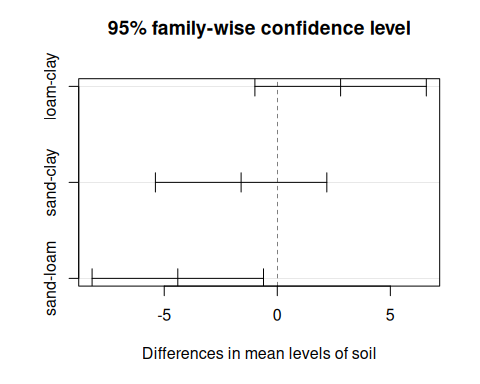 95% family-wise confidence level
loam-clay
sand-clay
sand-loam
-5 0 5
Differences in mean levels of soil